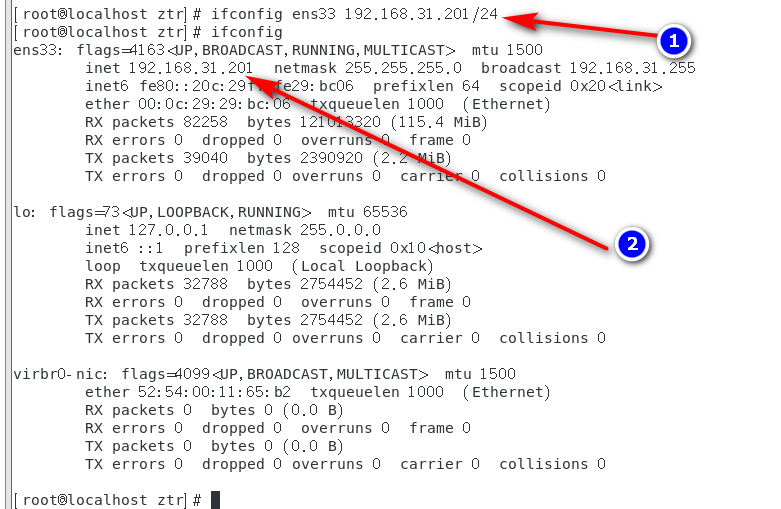 [root@localhost ztr]# ifconfig ens33 192.168.31.201/24
[root@localhost ztr]# ifconfig
ens33: flags=4163<UP,BROADCAST,RUNNING,MULTICAST>  mtu 1500
        inet 192.168.31.201  netmask 255.255.255.0  broadcast 192.168.31.255
        inet6 fe80::20c:29 fe29:bc06  prefixlen 64  scopeid 0x20<link>
        ether 00:0c:29:29:bc:06  txqueuelen 1000  (Ethernet)
        RX packets 82258  bytes 121013320 (115.4 MiB)
        RX errors 0  dropped 0  overruns 0  frame 0
        TX packets 39040  bytes 2390920 (2.2 MiB)
        TX errors 0  dropped 0 overruns 0  carrier 0  collisions 0
lo: flags=73<UP,LOOPBACK,RUNNING>  mtu 65536
        inet 127.0.0.1  netmask 255.0.0.0
        inet6 ::1  prefixlen 128  scopeid 0x10<host>
        loop  txqueuelen 1000  (Local Loopback)
        RX packets 32788  bytes 2754452 (2.6 MiB)
        RX errors 0  dropped 0  overruns 0  frame 0
        TX packets 32788  bytes 2754452 (2.6 MiB)
        TX errors 0  dropped 0 overruns 0  carrier 0  collisions 0
virbr0-nic: flags=4099<UP,BROADCAST,MULTICAST>  mtu 1500
        ether 52:54:00:11:65:b2  txqueuelen 1000  (Ethernet)
        RX packets 0  bytes 0 (0.0 B)
        RX errors 0  dropped 0  overruns 0  frame 0
        TX packets 0  bytes 0 (0.0 B)
        TX errors 0  dropped 0 overruns 0  carrier 0  collisions 0
[root@localhost ztr]#
1
2